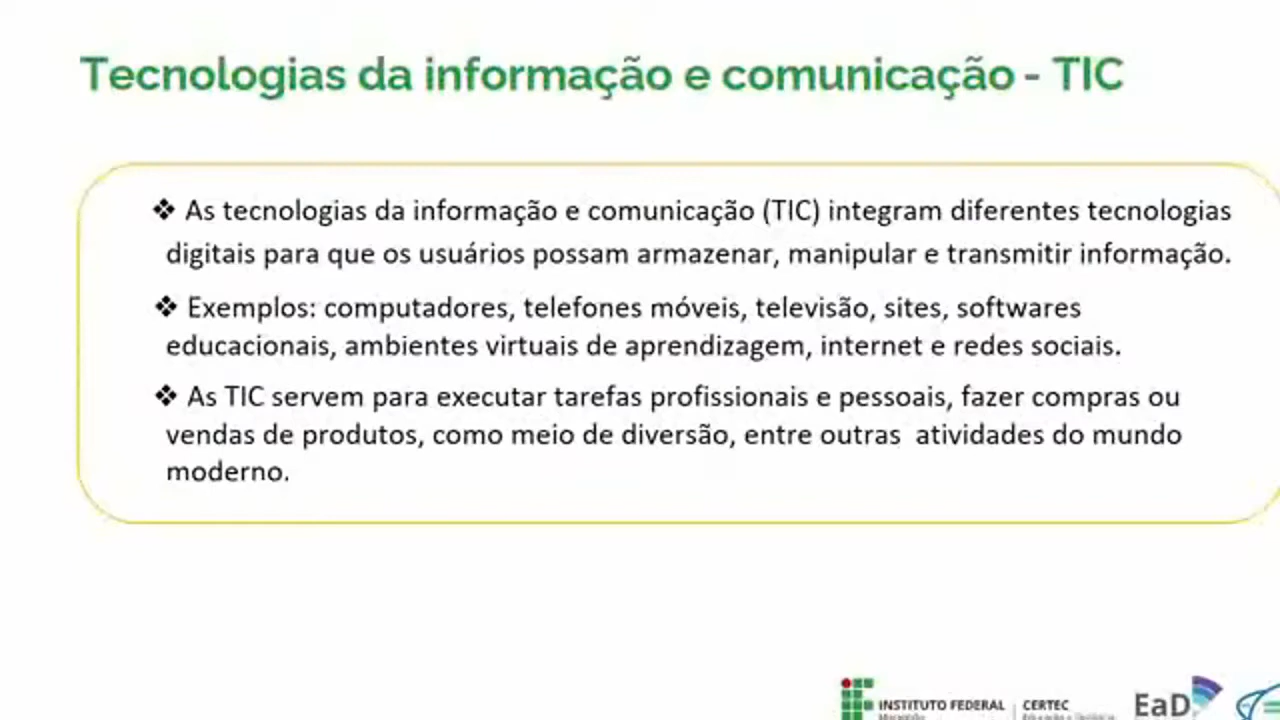 Tecnologias da informação e comunicação - TIC
❖ As tecnologias da informação e comunicação (TIC) integram diferentes tecnologias
digitais para que os usuários possam armazenar, manipular e transmitir informação.
❖ Exemplos: computadores, telefones móveis, televisão, sites, softwares
educacionais, ambientes virtuais de aprendizagem, internet e redes sociais.
❖ As TIC servem para executar tarefas profissionais e pessoais, fazer compras ou
vendas de produtos, como meio de diversão, entre outras  atividades do mundo
moderno.
INSTITUTO FEDERAL
CERTEC
EaD